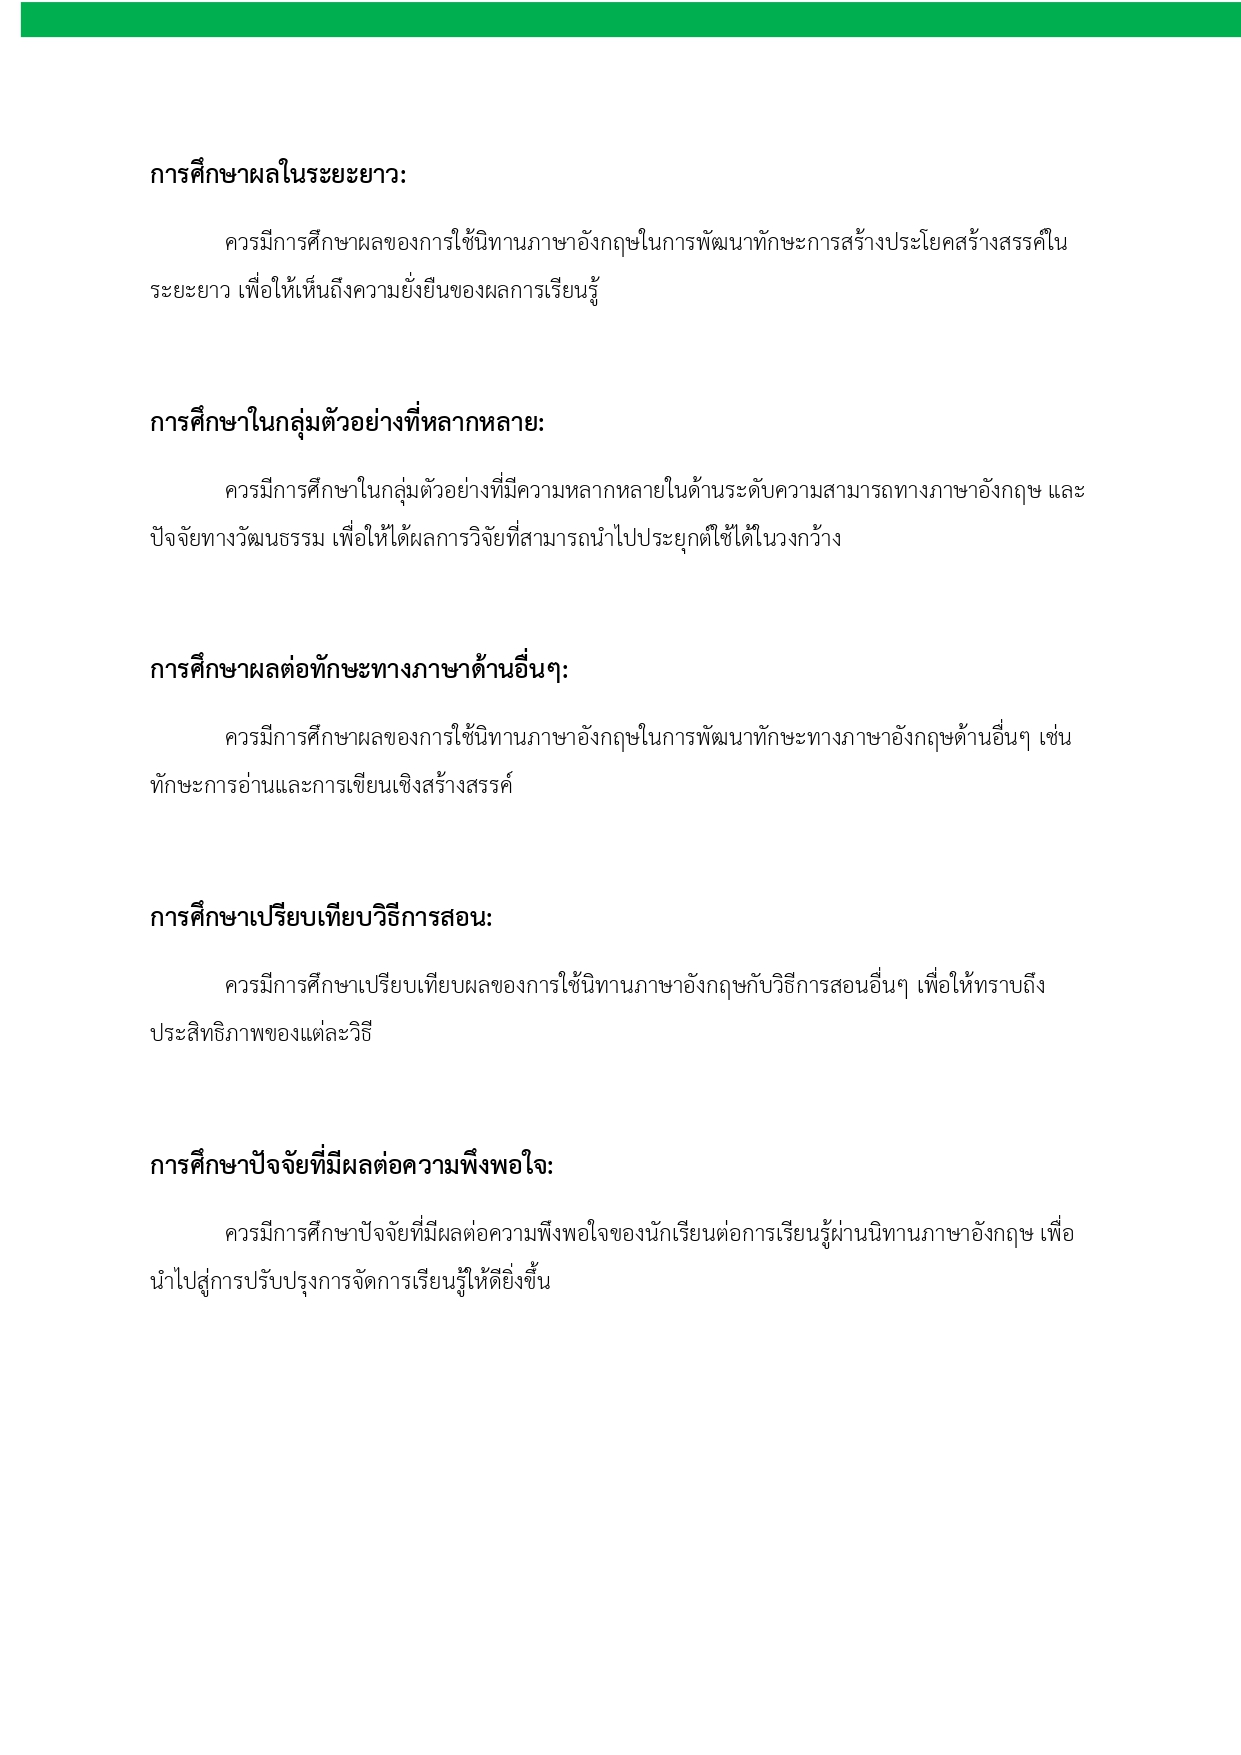 การศึกษาผลในระยะยาว:
ควรมีการศึกษาผลของการใช้นิทานภาษาอังกฤษในการพัฒนาทักษะการสร้างประโยคสร้างสรรค์ใน
ระยะยาว เพื่อให้เห็นถึงความยั่งยืนของผลการเรียนรู้
การศึกษาในกลุ่มตัวอย่างที่หลากหลาย:
ควรมีการศึกษาในกลุ่มตัวอย่างที่มีความหลากหลายในด้านระดับความสามารถทางภาษาอังกฤษ และ
ปัจจัยทางวัฒนธรรม เพื่อให้ได้ผลการวิจัยที่สามารถนำไปประยุกต์ใช้ได้ในวงกว้าง
การศึกษาผลต่อทักษะทางภาษาด้านอื่นๆ:
ควรมีการศึกษาผลของการใช้นิทานภาษาอังกฤษในการพัฒนาทักษะทางภาษาอังกฤษด้านอื่นๆ เช่น
ทักษะการอ่านและการเขียนเชิงสร้างสรรค์
การศึกษาเปรียบเทียบวิธีการสอน:
ควรมีการศึกษาเปรียบเทียบผลของการใช้นิทานภาษาอังกฤษกับวิธีการสอนอื่นๆ เพื่อให้ทราบถึง
ประสิทธิภาพของแต่ละวิธี
การศึกษาปัจจัยที่มีผลต่อความพึงพอใจ:
ควรมีการศึกษาปัจจัยที่มีผลต่อความพึงพอใจของนักเรียนต่อการเรียนรู้ผ่านนิทานภาษาอังกฤษ เพื่อ
นำไปสู่การปรับปรุงการจัดการเรียนรู้ให้ดียิ่งขึ้น